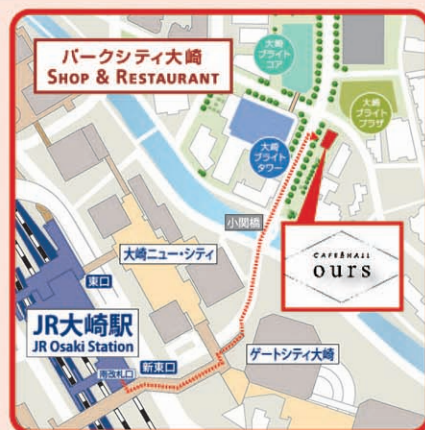 パークシティ大崎
SHOP & RESTAURANT
大崎
ブライト
コア
大崎
ブライト
プラザ
大崎
ブライト
タワー
小関橋
大崎ニュー・シティ
CAFE&HALL
ours
東口
JR大崎駅
JR Osaki Station
新東口
南改札口
ゲートシティ大崎